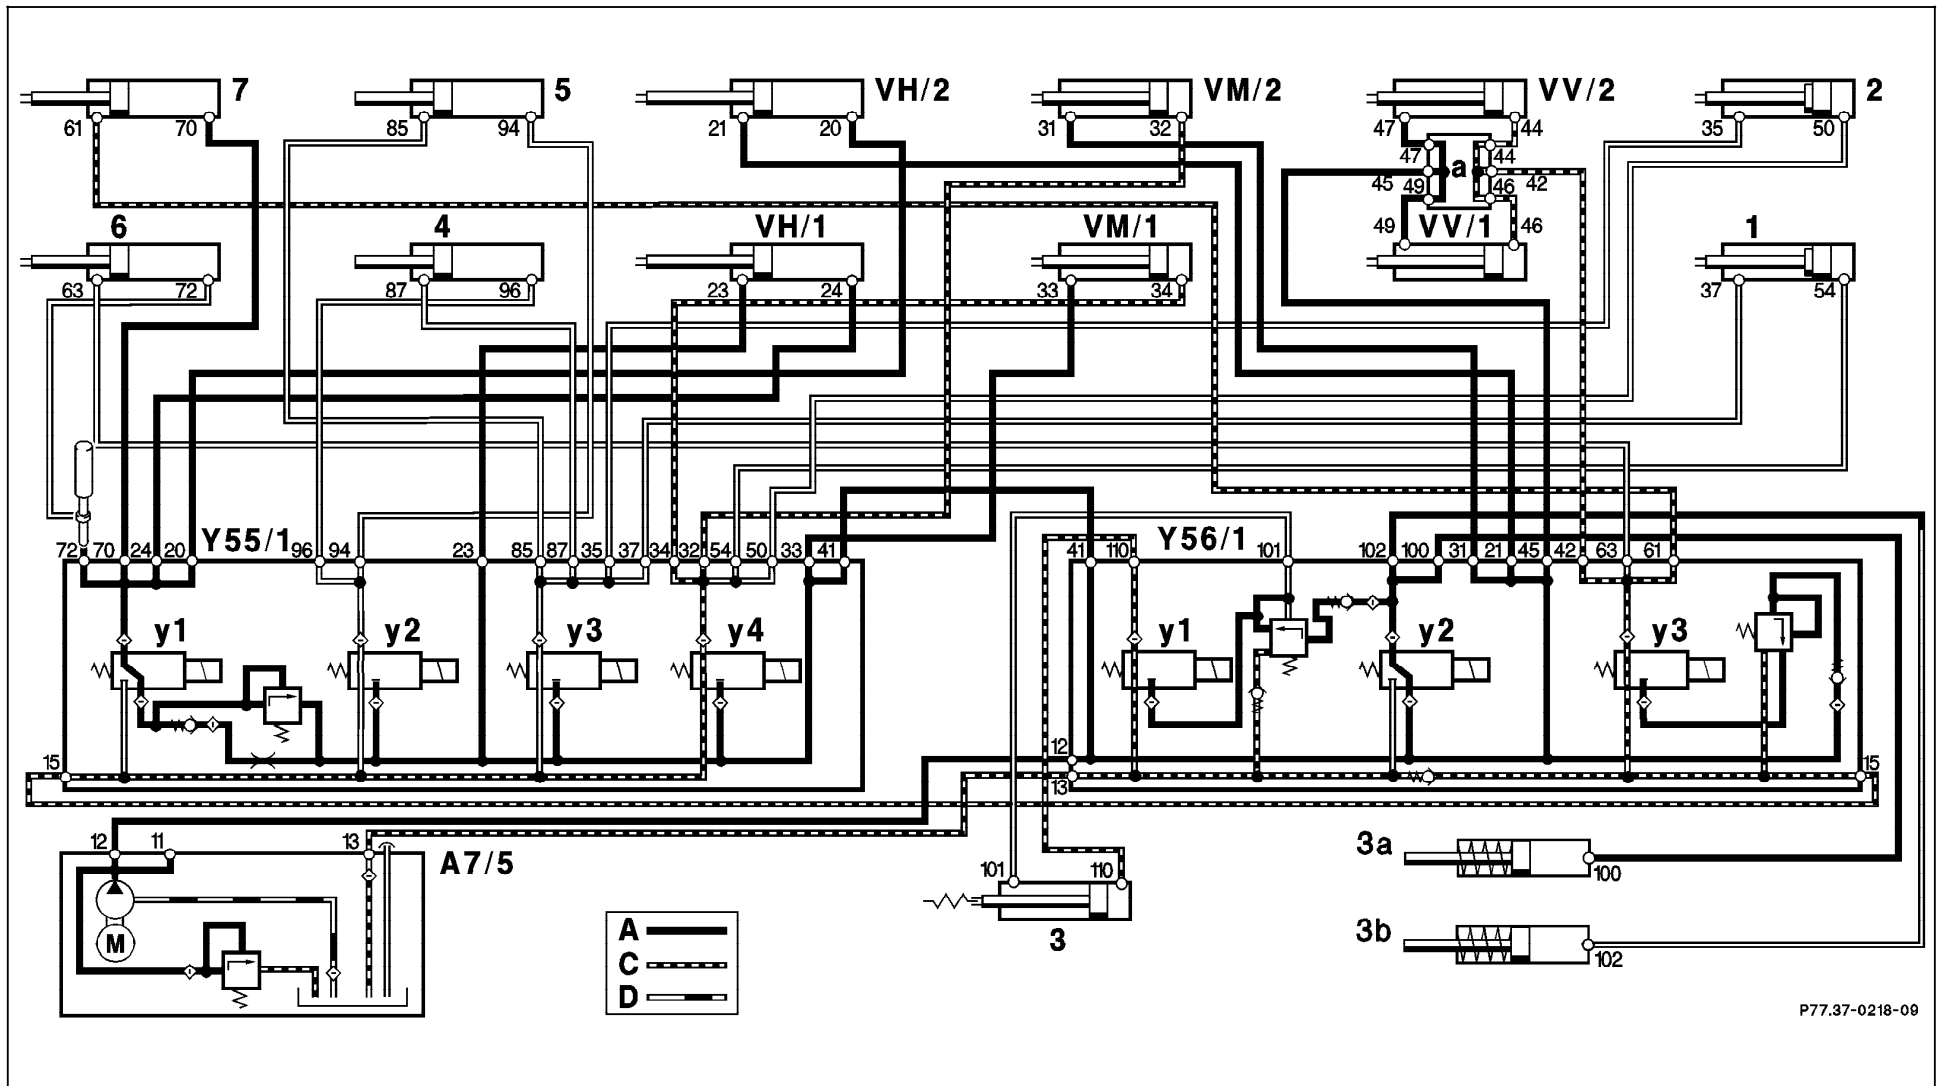 7 5 VH/2 VM/2 VV/2 2
61 70 85 94 21 20 31 32 47 44 35 50
47 44
a
45 49 46 42
6 4 VH/1 VM/1 49 VV/1 46 1
63 72 87 96 23 24 33 34 37 54
72 70 24 20 Y55/1 96 94 23 85 87 35 37 34 32 54 50 33 41
41 110 Y56/1 101 102 100 31 21 45 42 63 61
y1 y2 y3 y4 y1 y2 y3
15 12 13 15
12 11 13 A7/5
M
A
C
D
101 110
3
3a 100
3b 102
P77.37-0218-09